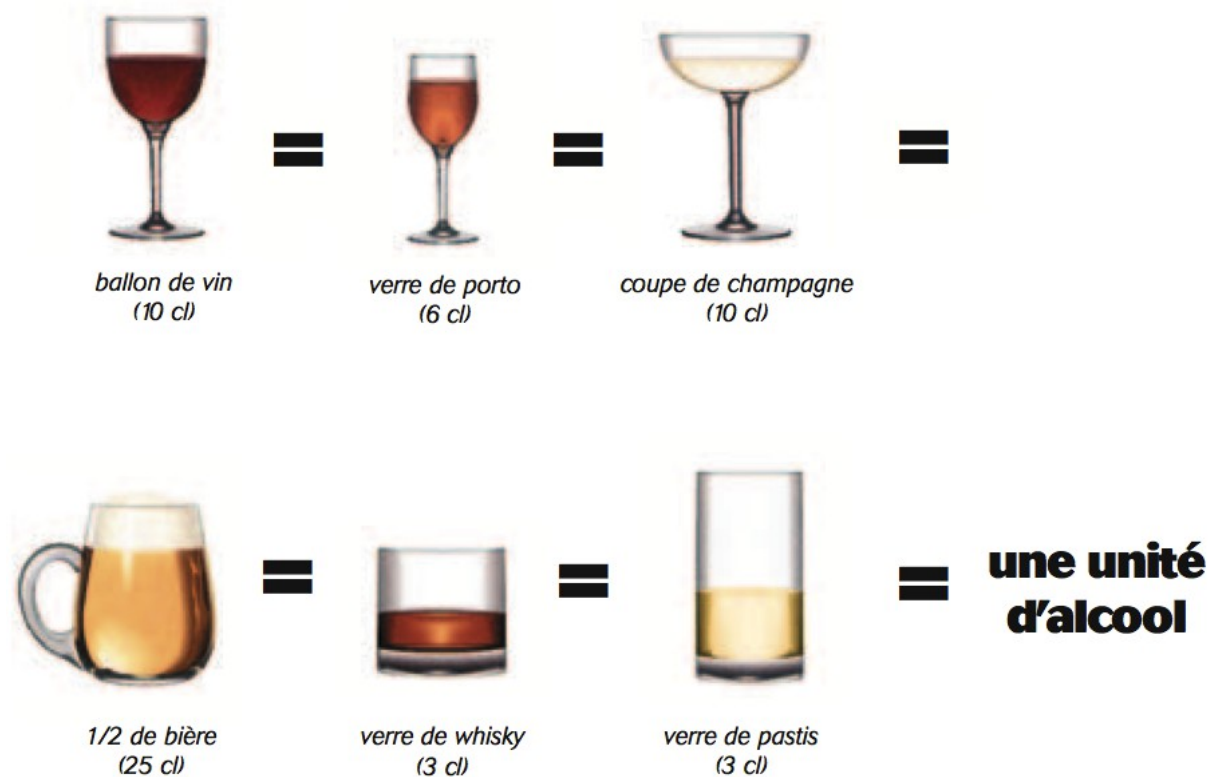 ballon de vin
(10 cl)
=
verre de porto
(6 cl)
=
coupe de champagne
(10 cl)
=
1/2 de bière
(25 cl)
=
verre de whisky
(3 cl)
=
verre de pastis
(3 cl)
=
une unité
d'alcool